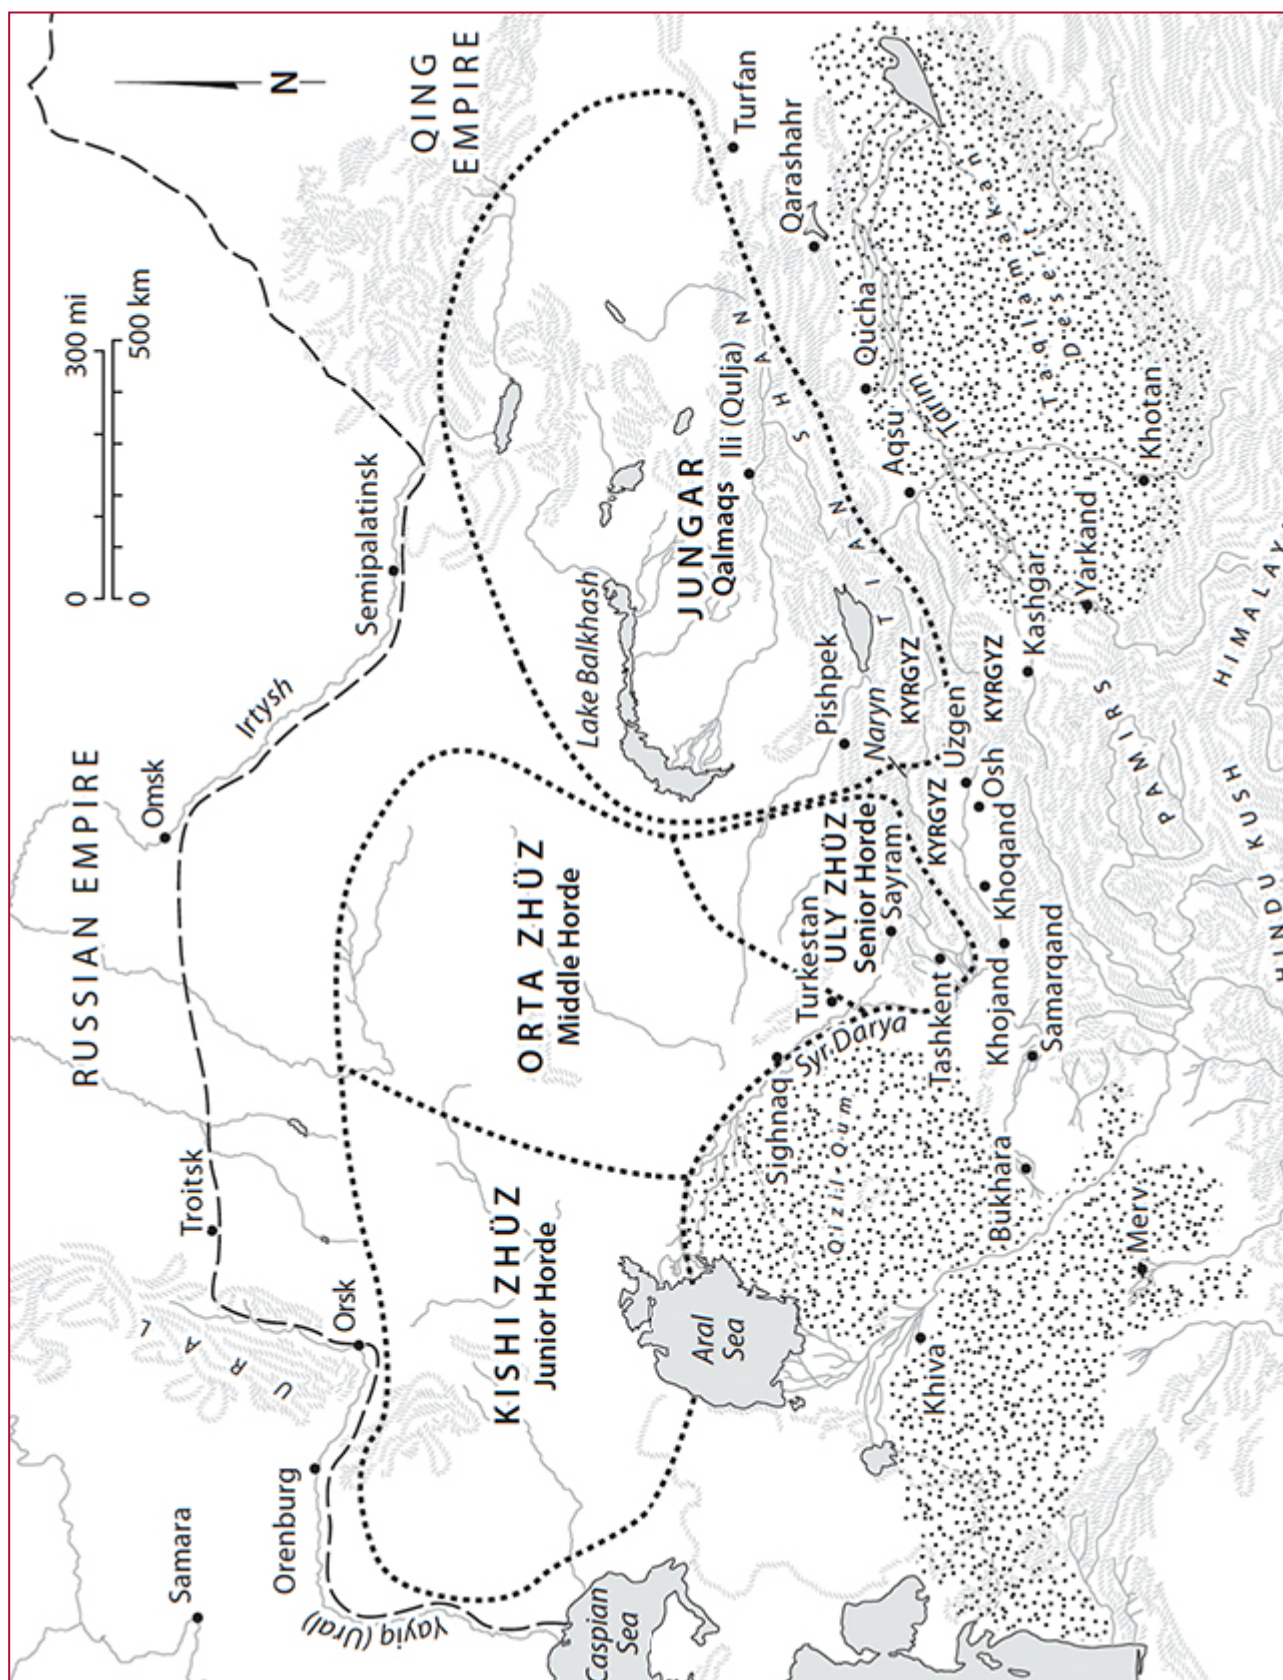 RUSSIAN EMPIRE
QING
EMPIRE
N
0 300 mi
0 500 km
Samara
Orenburg
Orsk
Troitsk
Omsk
Semipalatinsk
Irtysh
URAL
Yayiq (Ural)
Caspian
Sea
Aral
Sea
KISHI ZHÜZ
Junior Horde
ORTA ZHÜZ
Middle Horde
ULY ZHÜZ
Senior Horde
JUNGAR
Qalmaqs
Lake Balkhash
Ili (Qulja)
Turfan
Qarashahr
Qucha
Aqsu
Tarim
Taqlamakan
Desert
Khotan
Yarkand
Kashgar
TIAN SHAN
Pishpek
Naryn
KYRGYZ
KYRGYZ
KYRGYZ
Uzgen
Osh
Khoqand
Khojand
Sayram
Turkestan
Tashkent
Syr Darya
Sighnaq
Qizil Qum
Samarqand
Bukhara
Merv
Khiva
PAMIRS
HINDU KUSH
HIMALAY